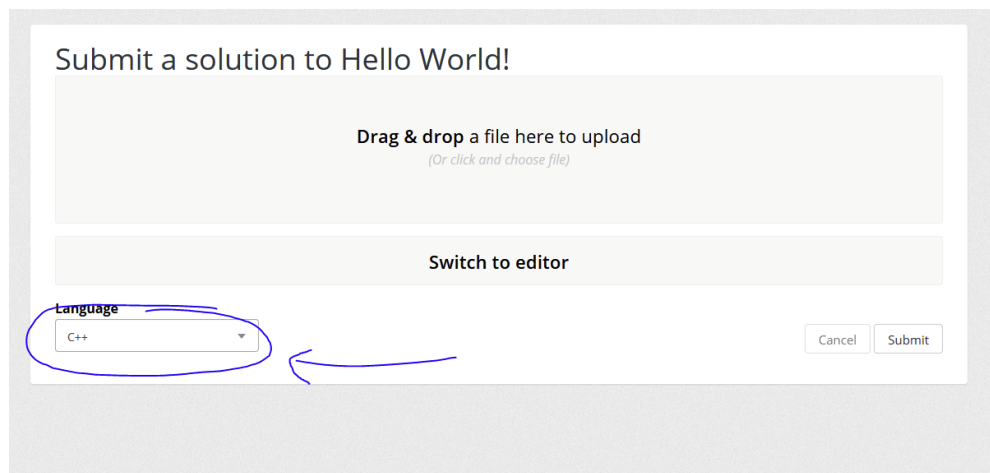 Submit a solution to Hello World!
Drag & drop a file here to upload
(Or click and choose file)
Switch to editor
Language
C++
Cancel Submit